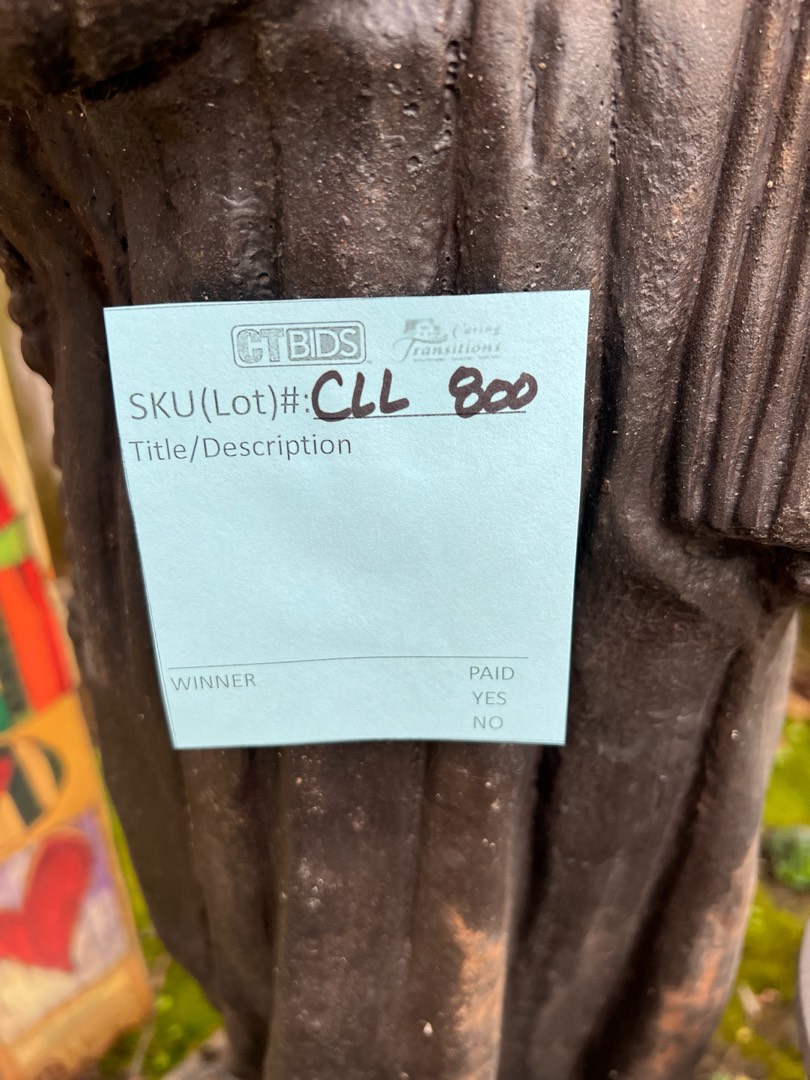 CTBIDS
Caring
Transitions
SKU(Lot)#: CLL 800
Title/Description
WINNER
PAID
YES
NO